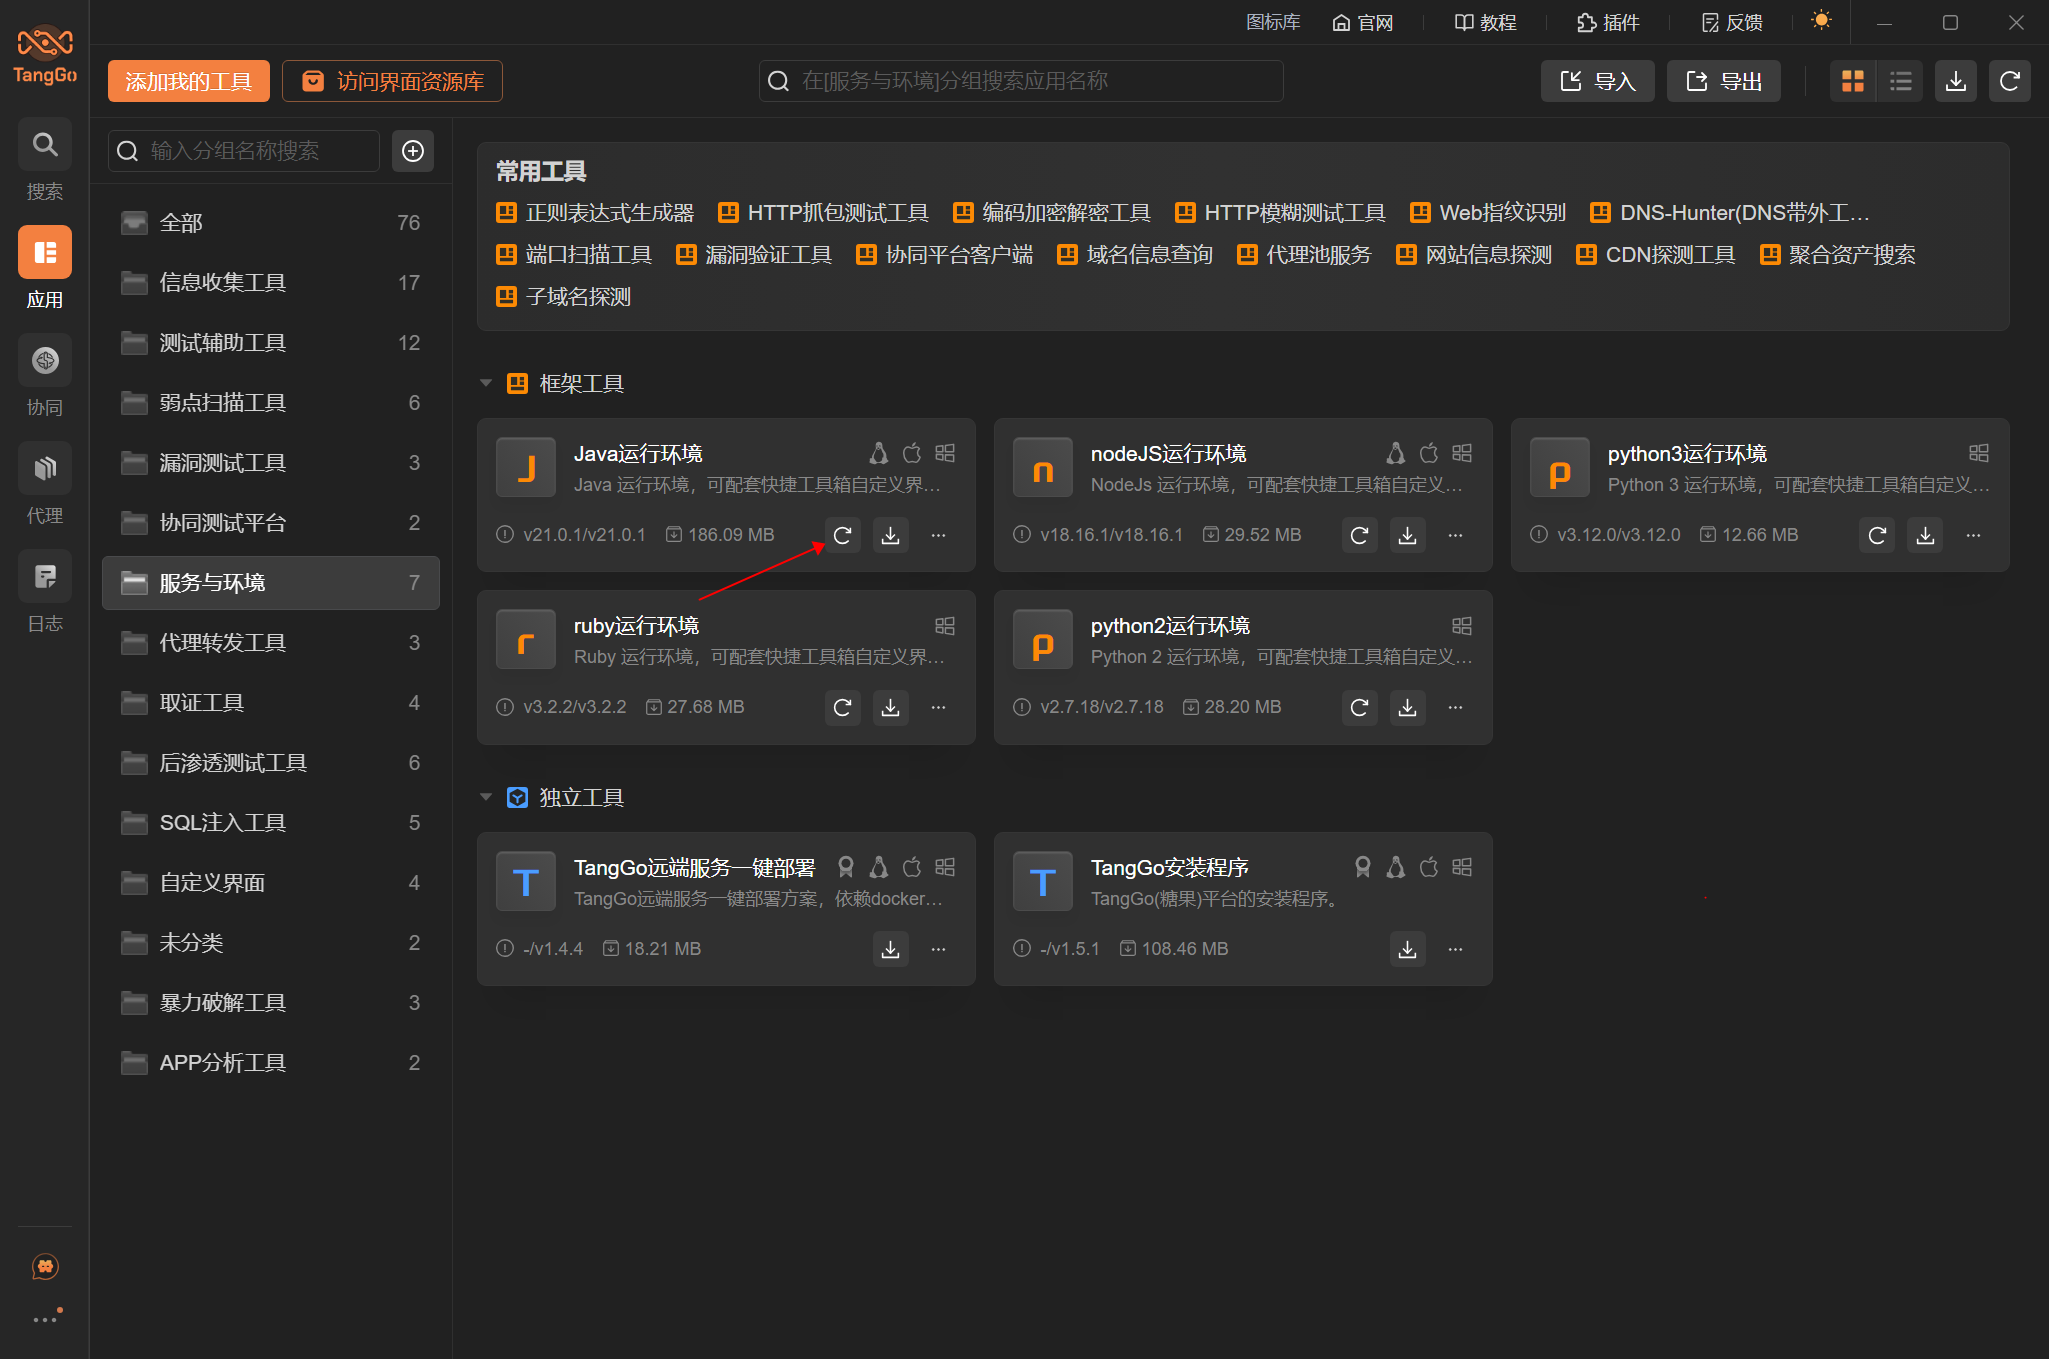 图标库 官网 教程 插件 反馈
TangGo
添加我的工具 访问界面资源库 在[服务与环境]分组搜索应用名称 导入 导出
搜索
应用
协同
代理
日志
输入分组名称搜索
全部 76
信息收集工具 17
测试辅助工具 12
弱点扫描工具 6
漏洞测试工具 3
协同测试平台 2
服务与环境 7
代理转发工具 3
取证工具 4
后渗透测试工具 6
SQL注入工具 5
自定义界面 4
未分类 2
暴力破解工具 3
APP分析工具 2
常用工具
正则表达式生成器 HTTP抓包测试工具 编码加密解密工具 HTTP模糊测试工具 Web指纹识别 DNS-Hunter(DNS带外工...
端口扫描工具 漏洞验证工具 协同平台客户端 域名信息查询 代理池服务 网站信息探测 CDN探测工具 聚合资产搜索
子域名探测
框架工具
J
Java运行环境
Java 运行环境，可配套快捷工具箱自定义界...
v21.0.1/v21.0.1 186.09 MB
n
nodeJS运行环境
NodeJs 运行环境，可配套快捷工具箱自定义...
v18.16.1/v18.16.1 29.52 MB
p
python3运行环境
Python 3 运行环境，可配套快捷工具箱自定义...
v3.12.0/v3.12.0 12.66 MB
r
ruby运行环境
Ruby 运行环境，可配套快捷工具箱自定义界...
v3.2.2/v3.2.2 27.68 MB
p
python2运行环境
Python 2 运行环境，可配套快捷工具箱自定义...
v2.7.18/v2.7.18 28.20 MB
独立工具
T
TangGo远端服务一键部署
TangGo远端服务一键部署方案，依赖docker...
-/v1.4.4 18.21 MB
T
TangGo安装程序
TangGo(糖果)平台的安装程序。
-/v1.5.1 108.46 MB